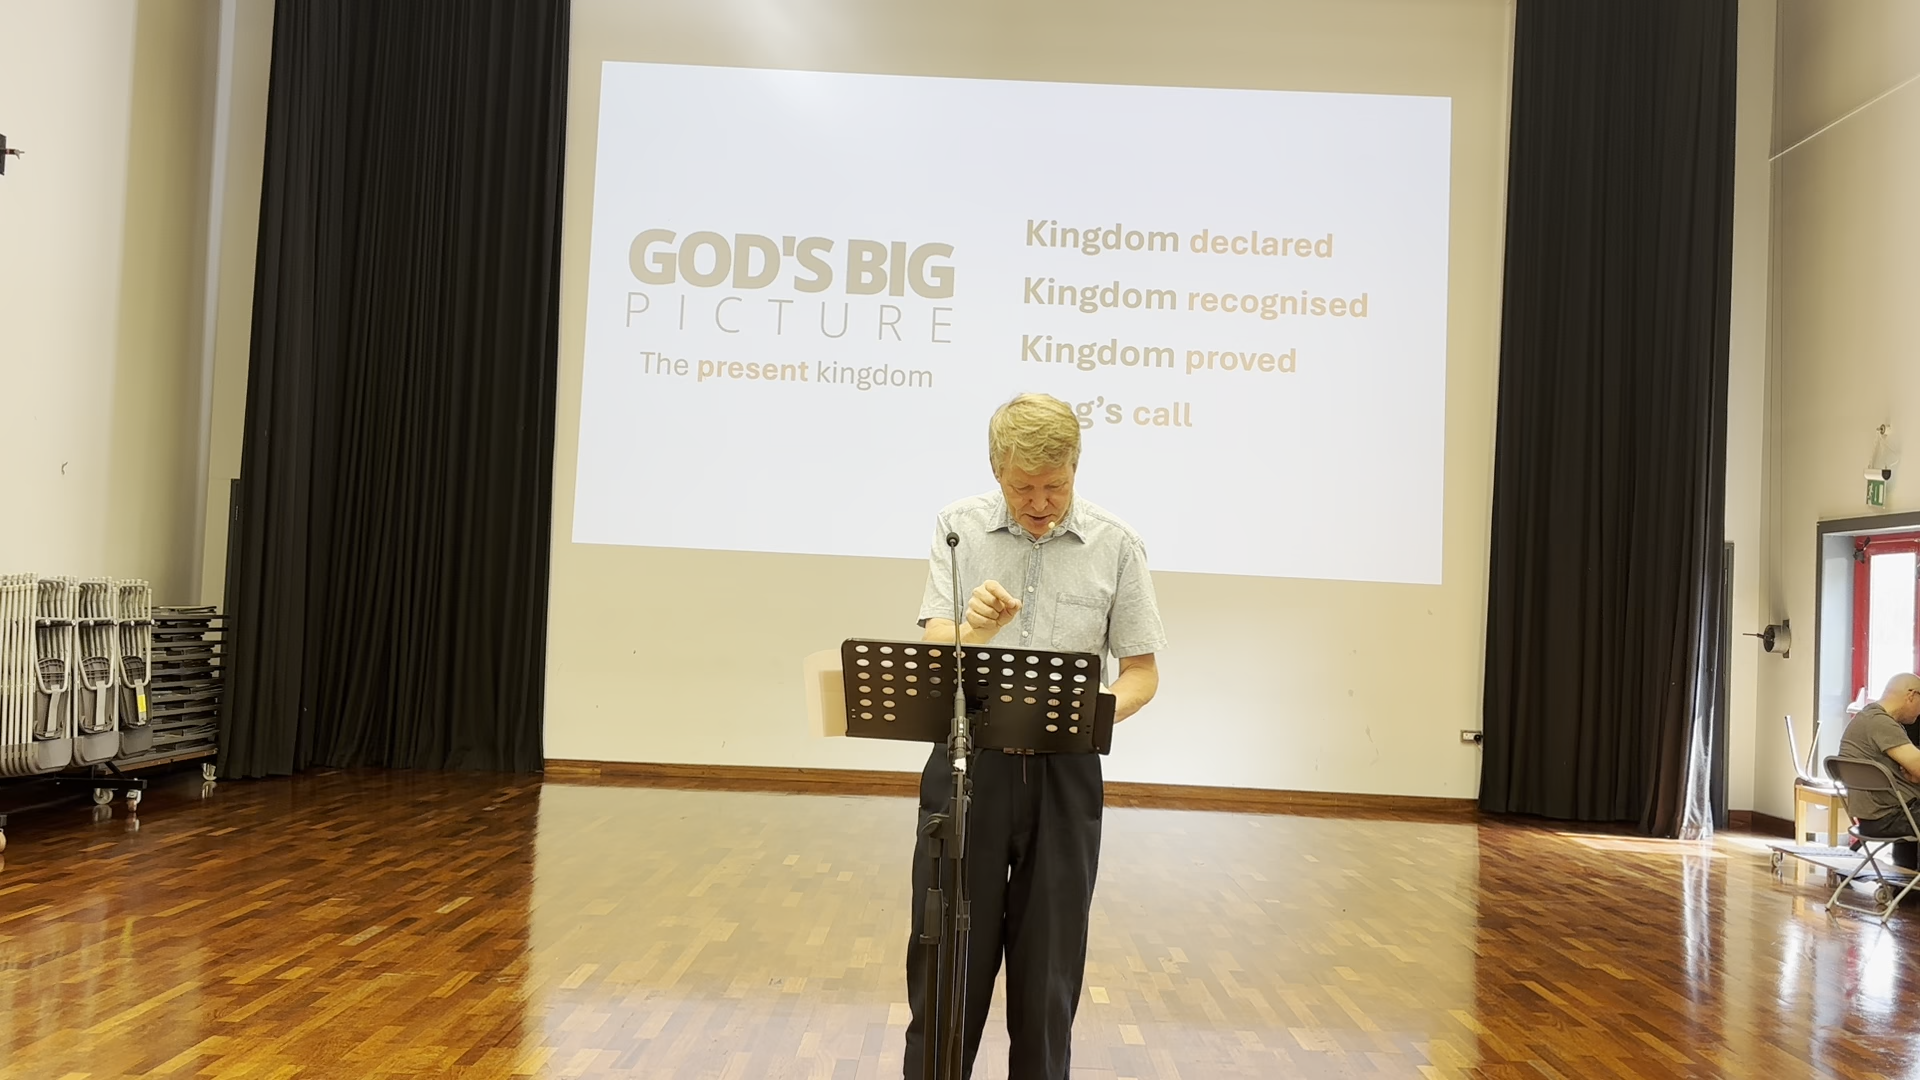 GOD'S BIG
PICTURE
The present kingdom
Kingdom declared
Kingdom recognised
Kingdom proved
call